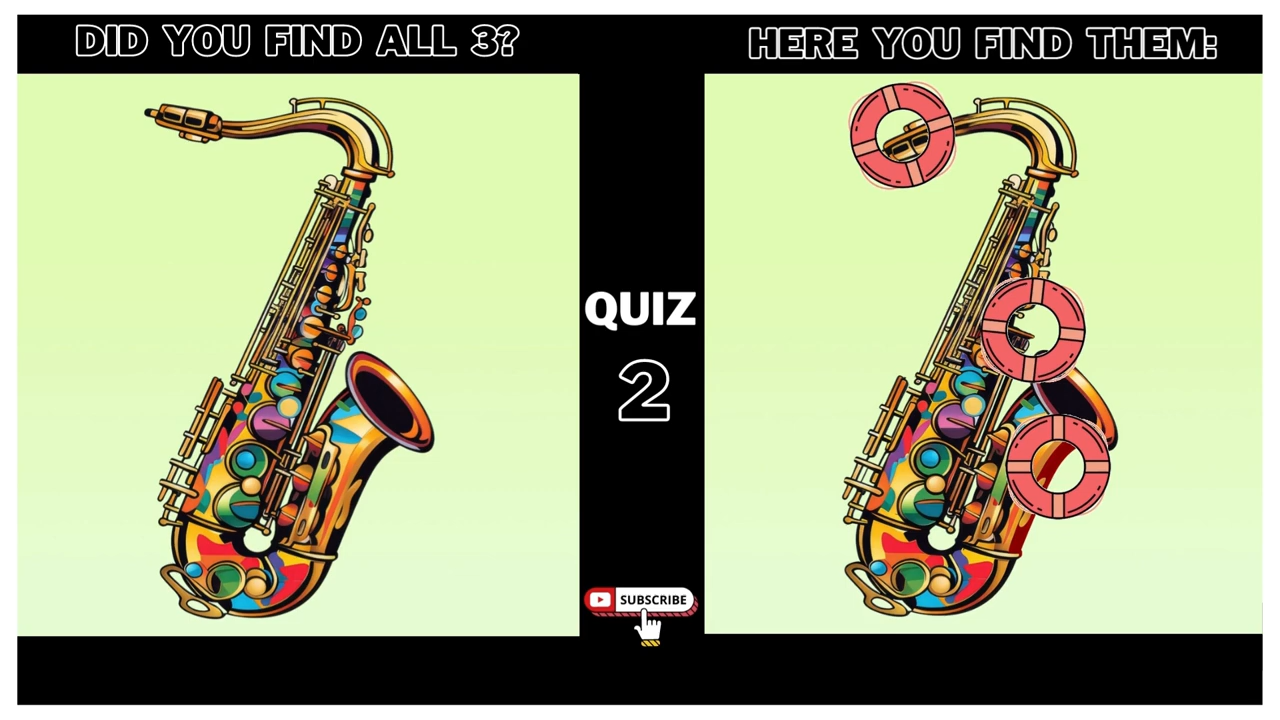 DID YOU FIND ALL 3?
HERE YOU FIND THEM:
QUIZ
2
SUBSCRIBE